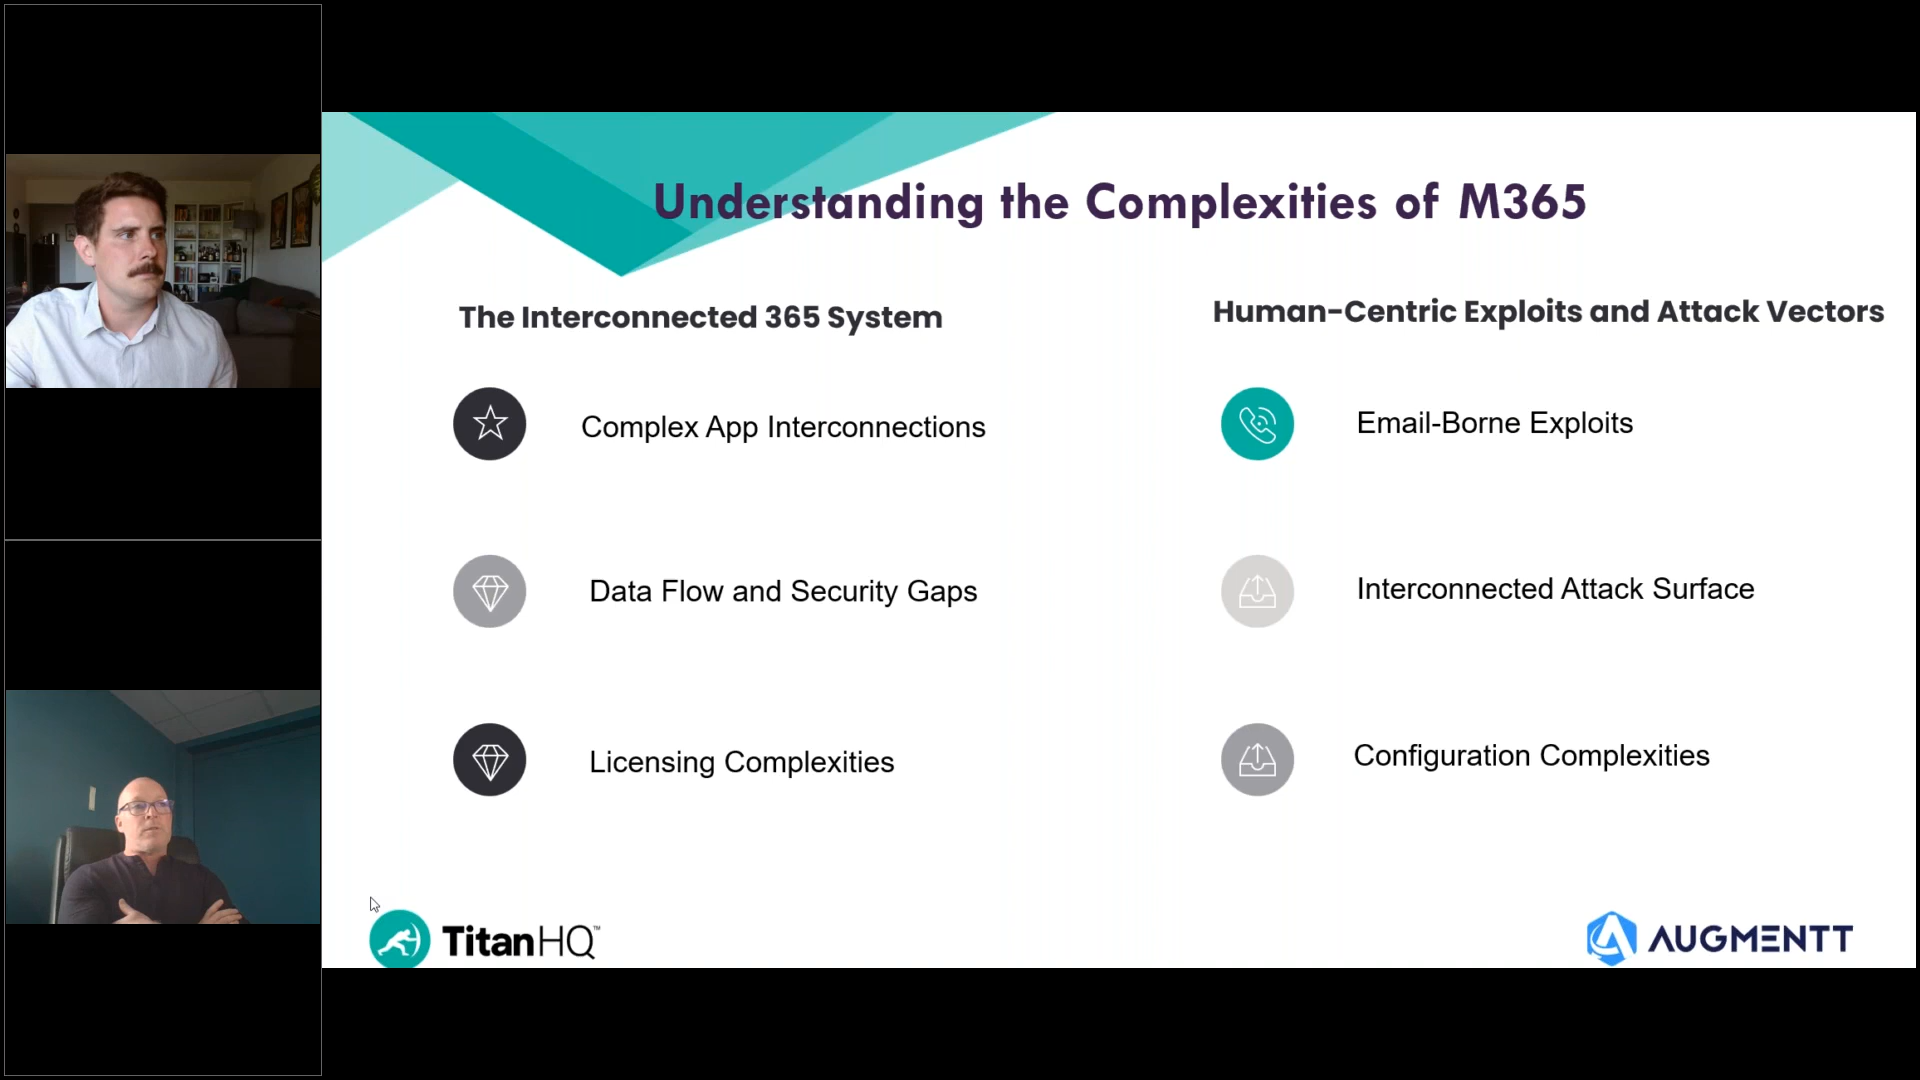 Understanding the Complexities of M365
The Interconnected 365 System
Complex App Interconnections
Data Flow and Security Gaps
Licensing Complexities
Human-Centric Exploits and Attack Vectors
Email-Borne Exploits
Interconnected Attack Surface
Configuration Complexities
TitanHQ™
AUGMENTT